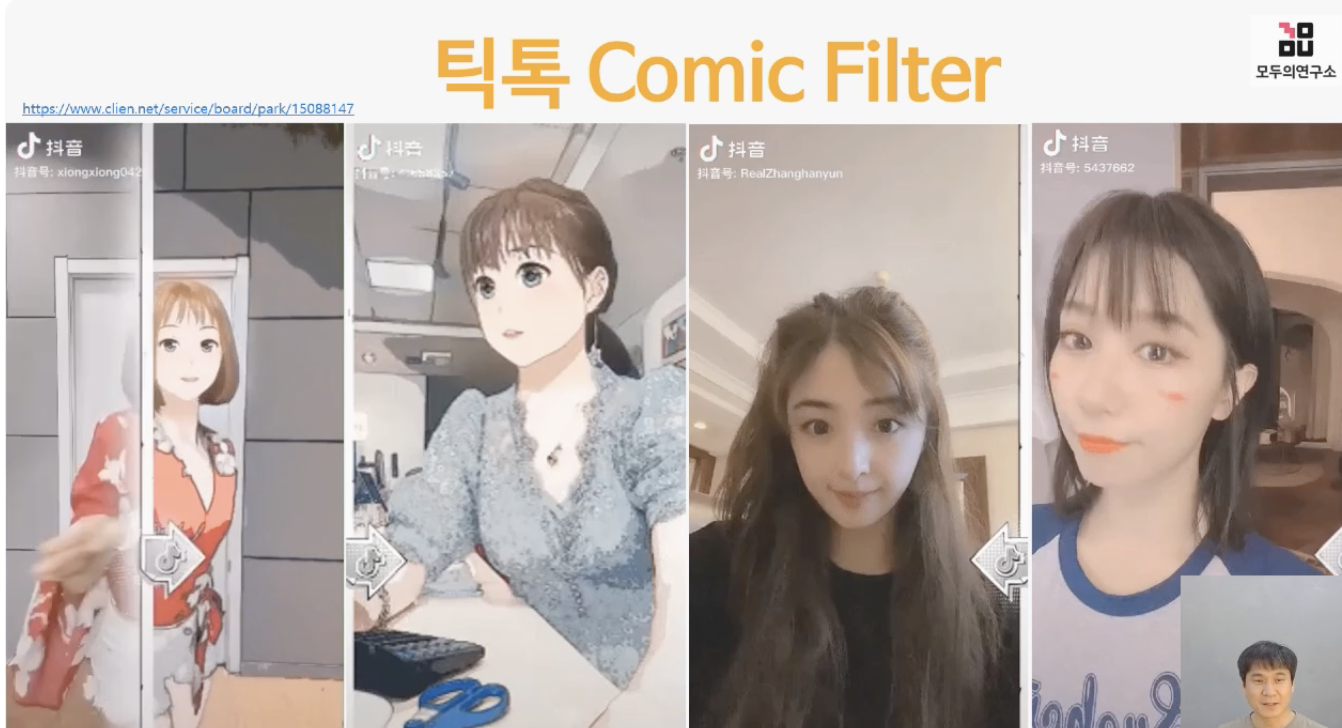 틱톡 Comic Filter
모두의연구소
https://www.clien.net/service/board/park/15088147
抖音
抖音号: xiongxiong042
抖音
抖音号:
抖音
抖音号: RealZhanghanyun
抖音
抖音号: 5437662